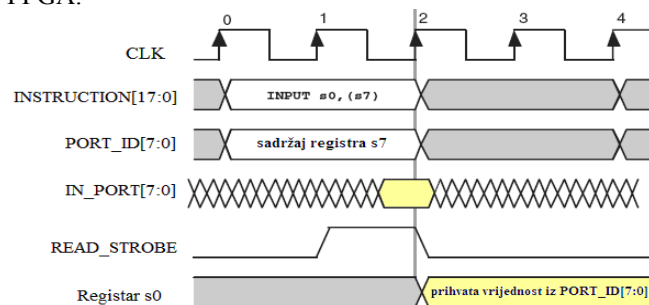 0 1 2 3 4
CLK
INSTRUCTION[17:0] INPUT s0,(s7)
PORT_ID[7:0] sadržaj registra s7
IN_PORT[7:0]
READ_STROBE
Registar s0 prihvata vrijednost iz PORT_ID[7:0]